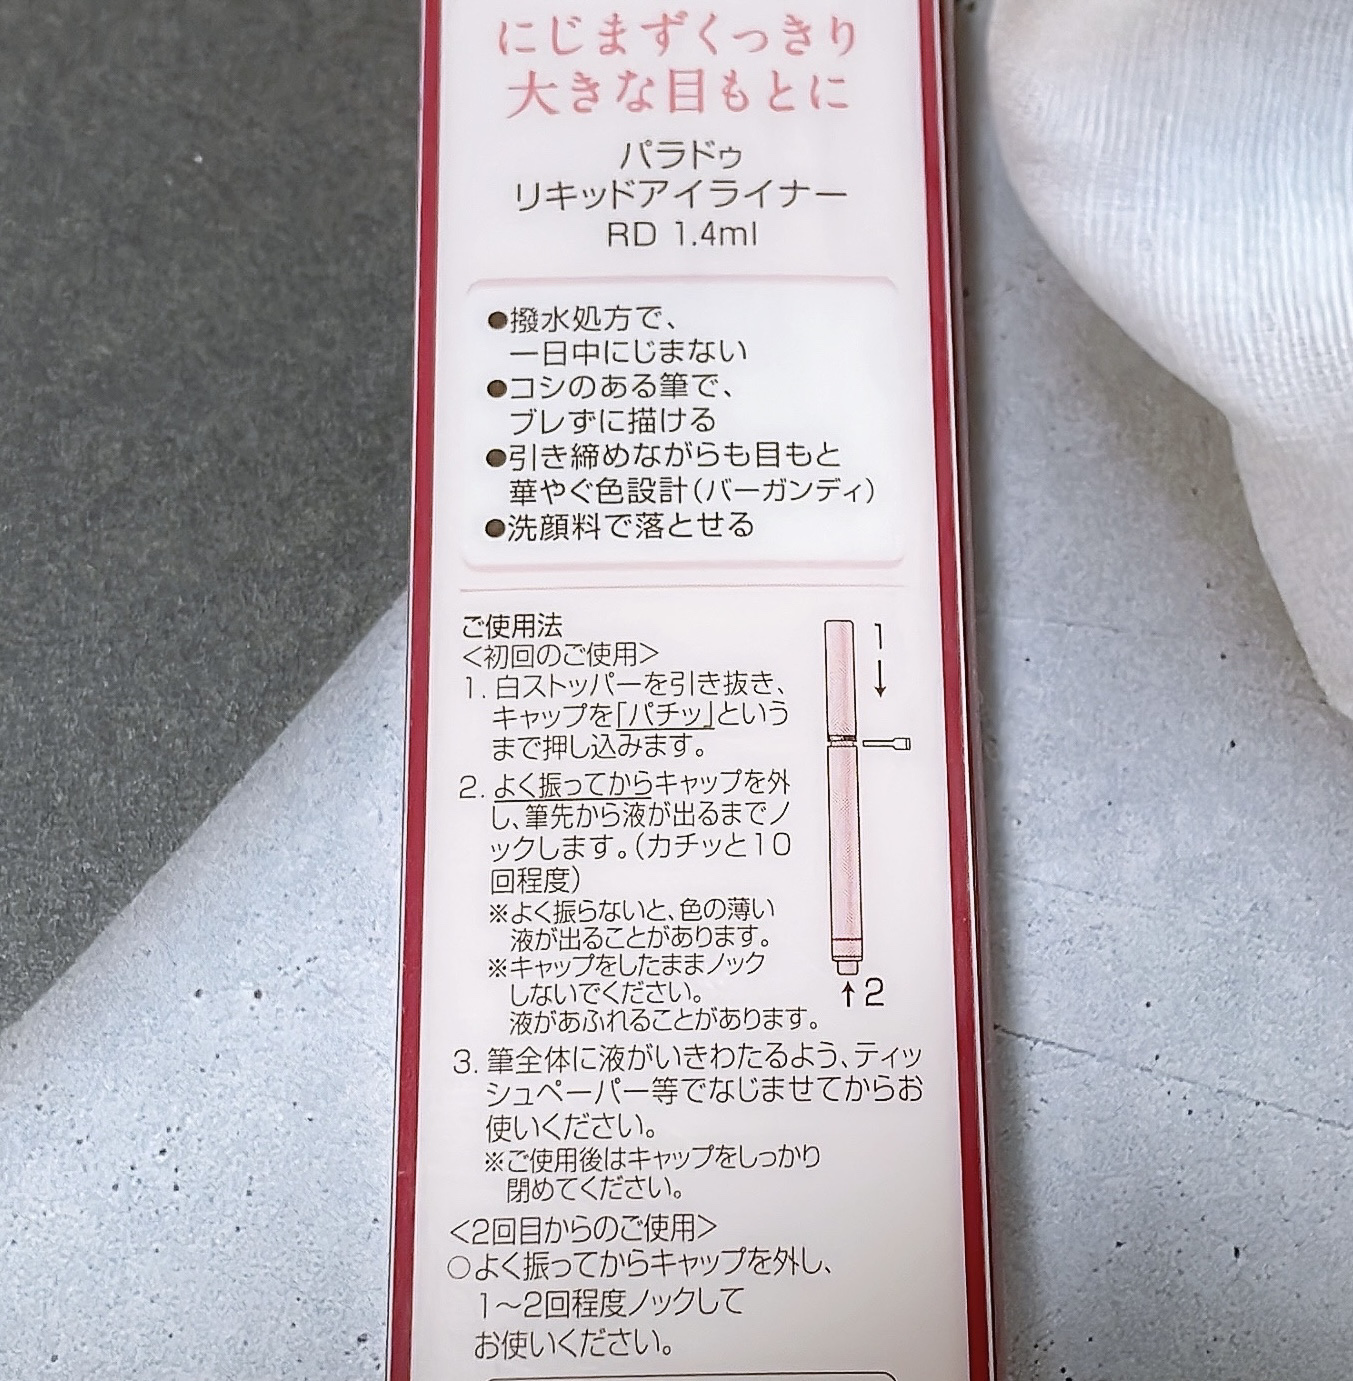 にじまずくっきり
大きな目もとに
パラドゥ
リキッドアイライナー
RD 1.4ml
●撥水処方で、
一日中にじまない
●コシのある筆で、
ブレずに描ける
●引き締めながらも目もと
華やぐ色設計(バーガンディ)
●洗顔料で落とせる
ご使用法
<初回のご使用>
1. 白ストッパーを引き抜き、
キャップを「パチッ」という
まで押し込みます。
2. よく振ってからキャップを外
し、筆先から液が出るまでノ
ックします。(カチッと10
回程度)
※よく振らないと、色の薄い
液が出ることがあります。
※キャップをしたままノック
しないでください。
液があふれることがあります。
3. 筆全体に液がいきわたるよう、ティッ
シュペーパー等でなじませてからお
使いください。
※ご使用後はキャップをしっかり
閉めてください。
<2回目からのご使用>
○よく振ってからキャップを外し、
1〜2回程度ノックして
お使いください。
1
↓
↑2